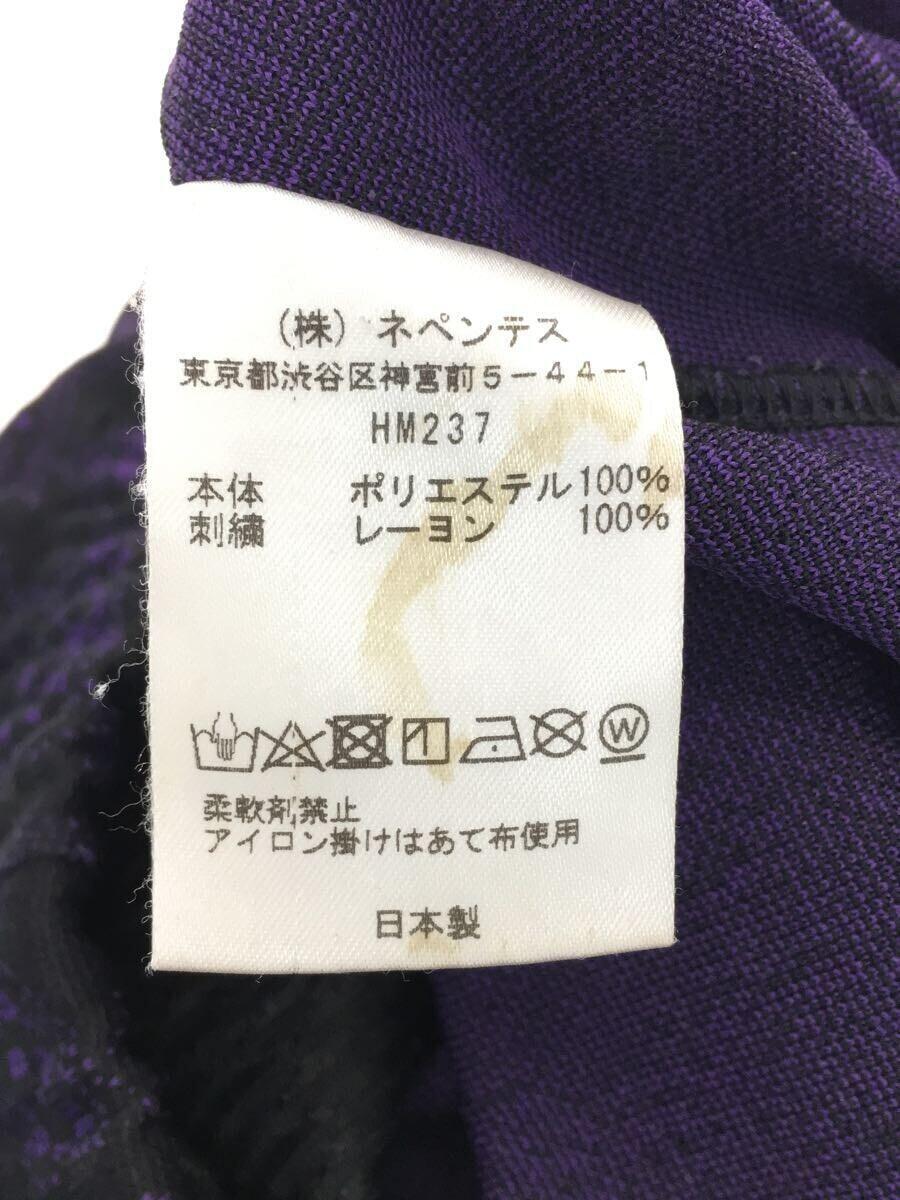 (株) ネペンテス
東京都渋谷区神宮前5-44-1
HM237
本体 ポリエステル100%
刺繍 レーヨン 100%
W
柔軟剤禁止
アイロン掛けはあて布使用
日本製